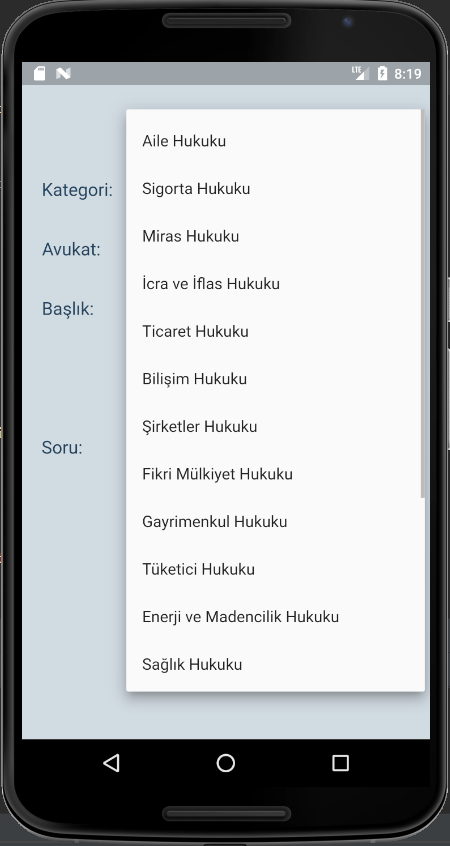 LTE 8:19
Kategori:
Avukat:
Başlık:
Soru:
Aile Hukuku
Sigorta Hukuku
Miras Hukuku
İcra ve İflas Hukuku
Ticaret Hukuku
Bilişim Hukuku
Şirketler Hukuku
Fikri Mülkiyet Hukuku
Gayrimenkul Hukuku
Tüketici Hukuku
Enerji ve Madencilik Hukuku
Sağlık Hukuku